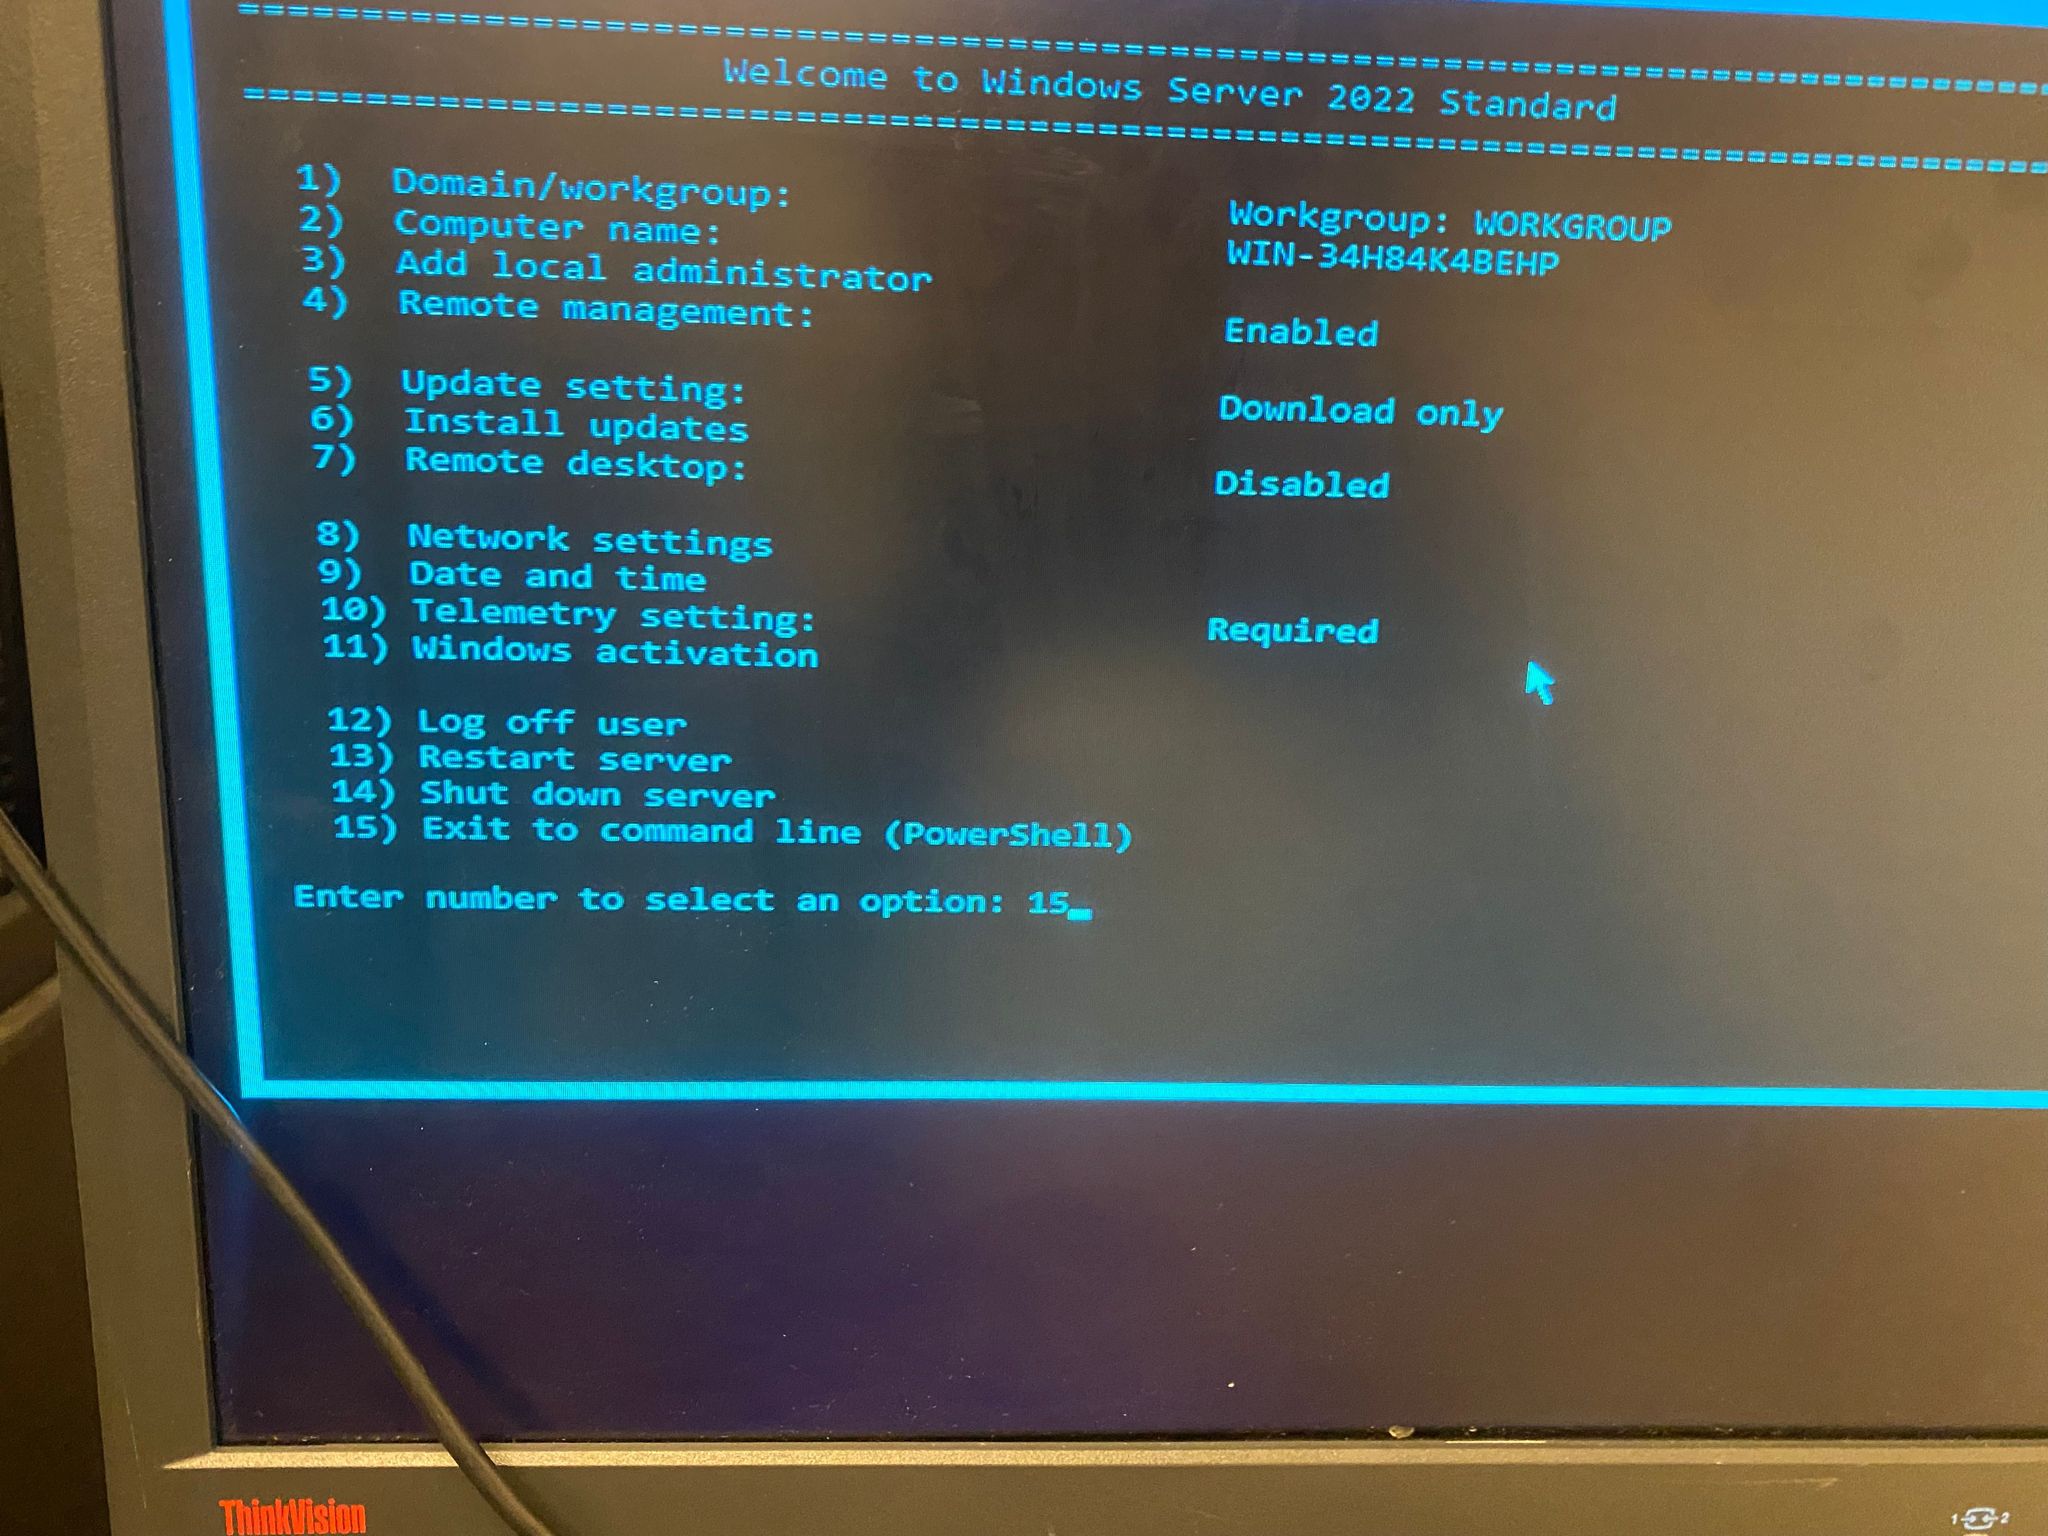 ================================================================================
Welcome to Windows Server 2022 Standard
================================================================================
1) Domain/workgroup: Workgroup: WORKGROUP
2) Computer name: WIN-34H84K4BEHP
3) Add local administrator
4) Remote management: Enabled
5) Update setting: Download only
6) Install updates
7) Remote desktop: Disabled
8) Network settings
9) Date and time
10) Telemetry setting: Required
11) Windows activation
12) Log off user
13) Restart server
14) Shut down server
15) Exit to command line (PowerShell)
Enter number to select an option: 15_
ThinkVision
1 2